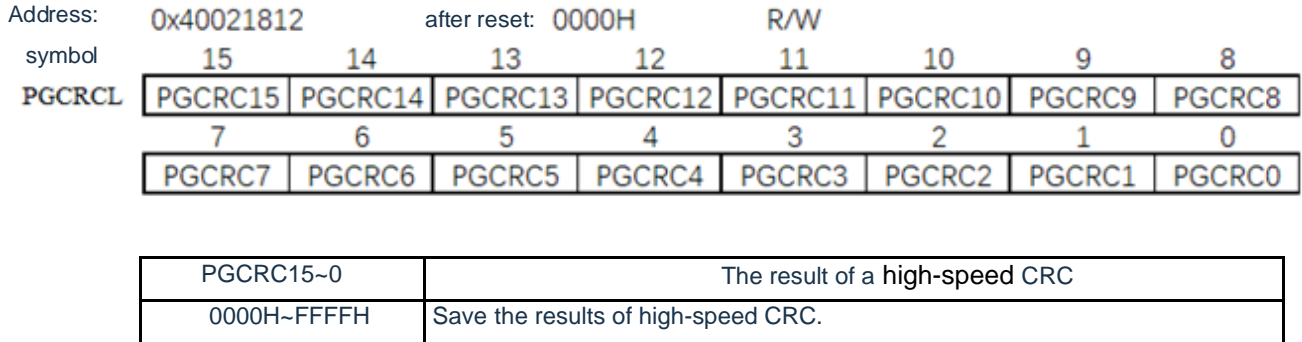 Address: 0x40021812 after reset: 0000H R/W
symbol 15 14 13 12 11 10 9 8
PGCRCL PGCRC15 PGCRC14 PGCRC13 PGCRC12 PGCRC11 PGCRC10 PGCRC9 PGCRC8
7 6 5 4 3 2 1 0
PGCRC7 PGCRC6 PGCRC5 PGCRC4 PGCRC3 PGCRC2 PGCRC1 PGCRC0
PGCRC15~0 The result of a high-speed CRC
0000H~FFFFH Save the results of high-speed CRC.